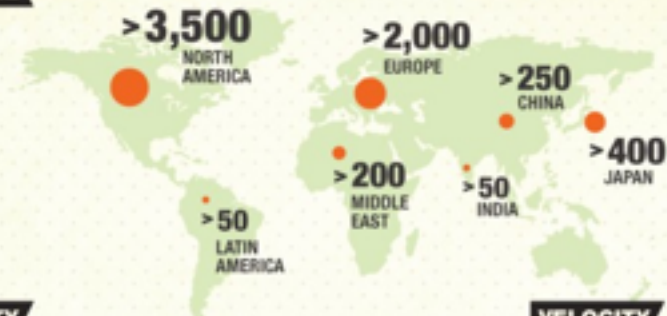 >3,500
NORTH
AMERICA
>2,000
EUROPE
>250
CHINA
>400
JAPAN
>200
MIDDLE
EAST
>50
INDIA
>50
LATIN
AMERICA
VELOCITY